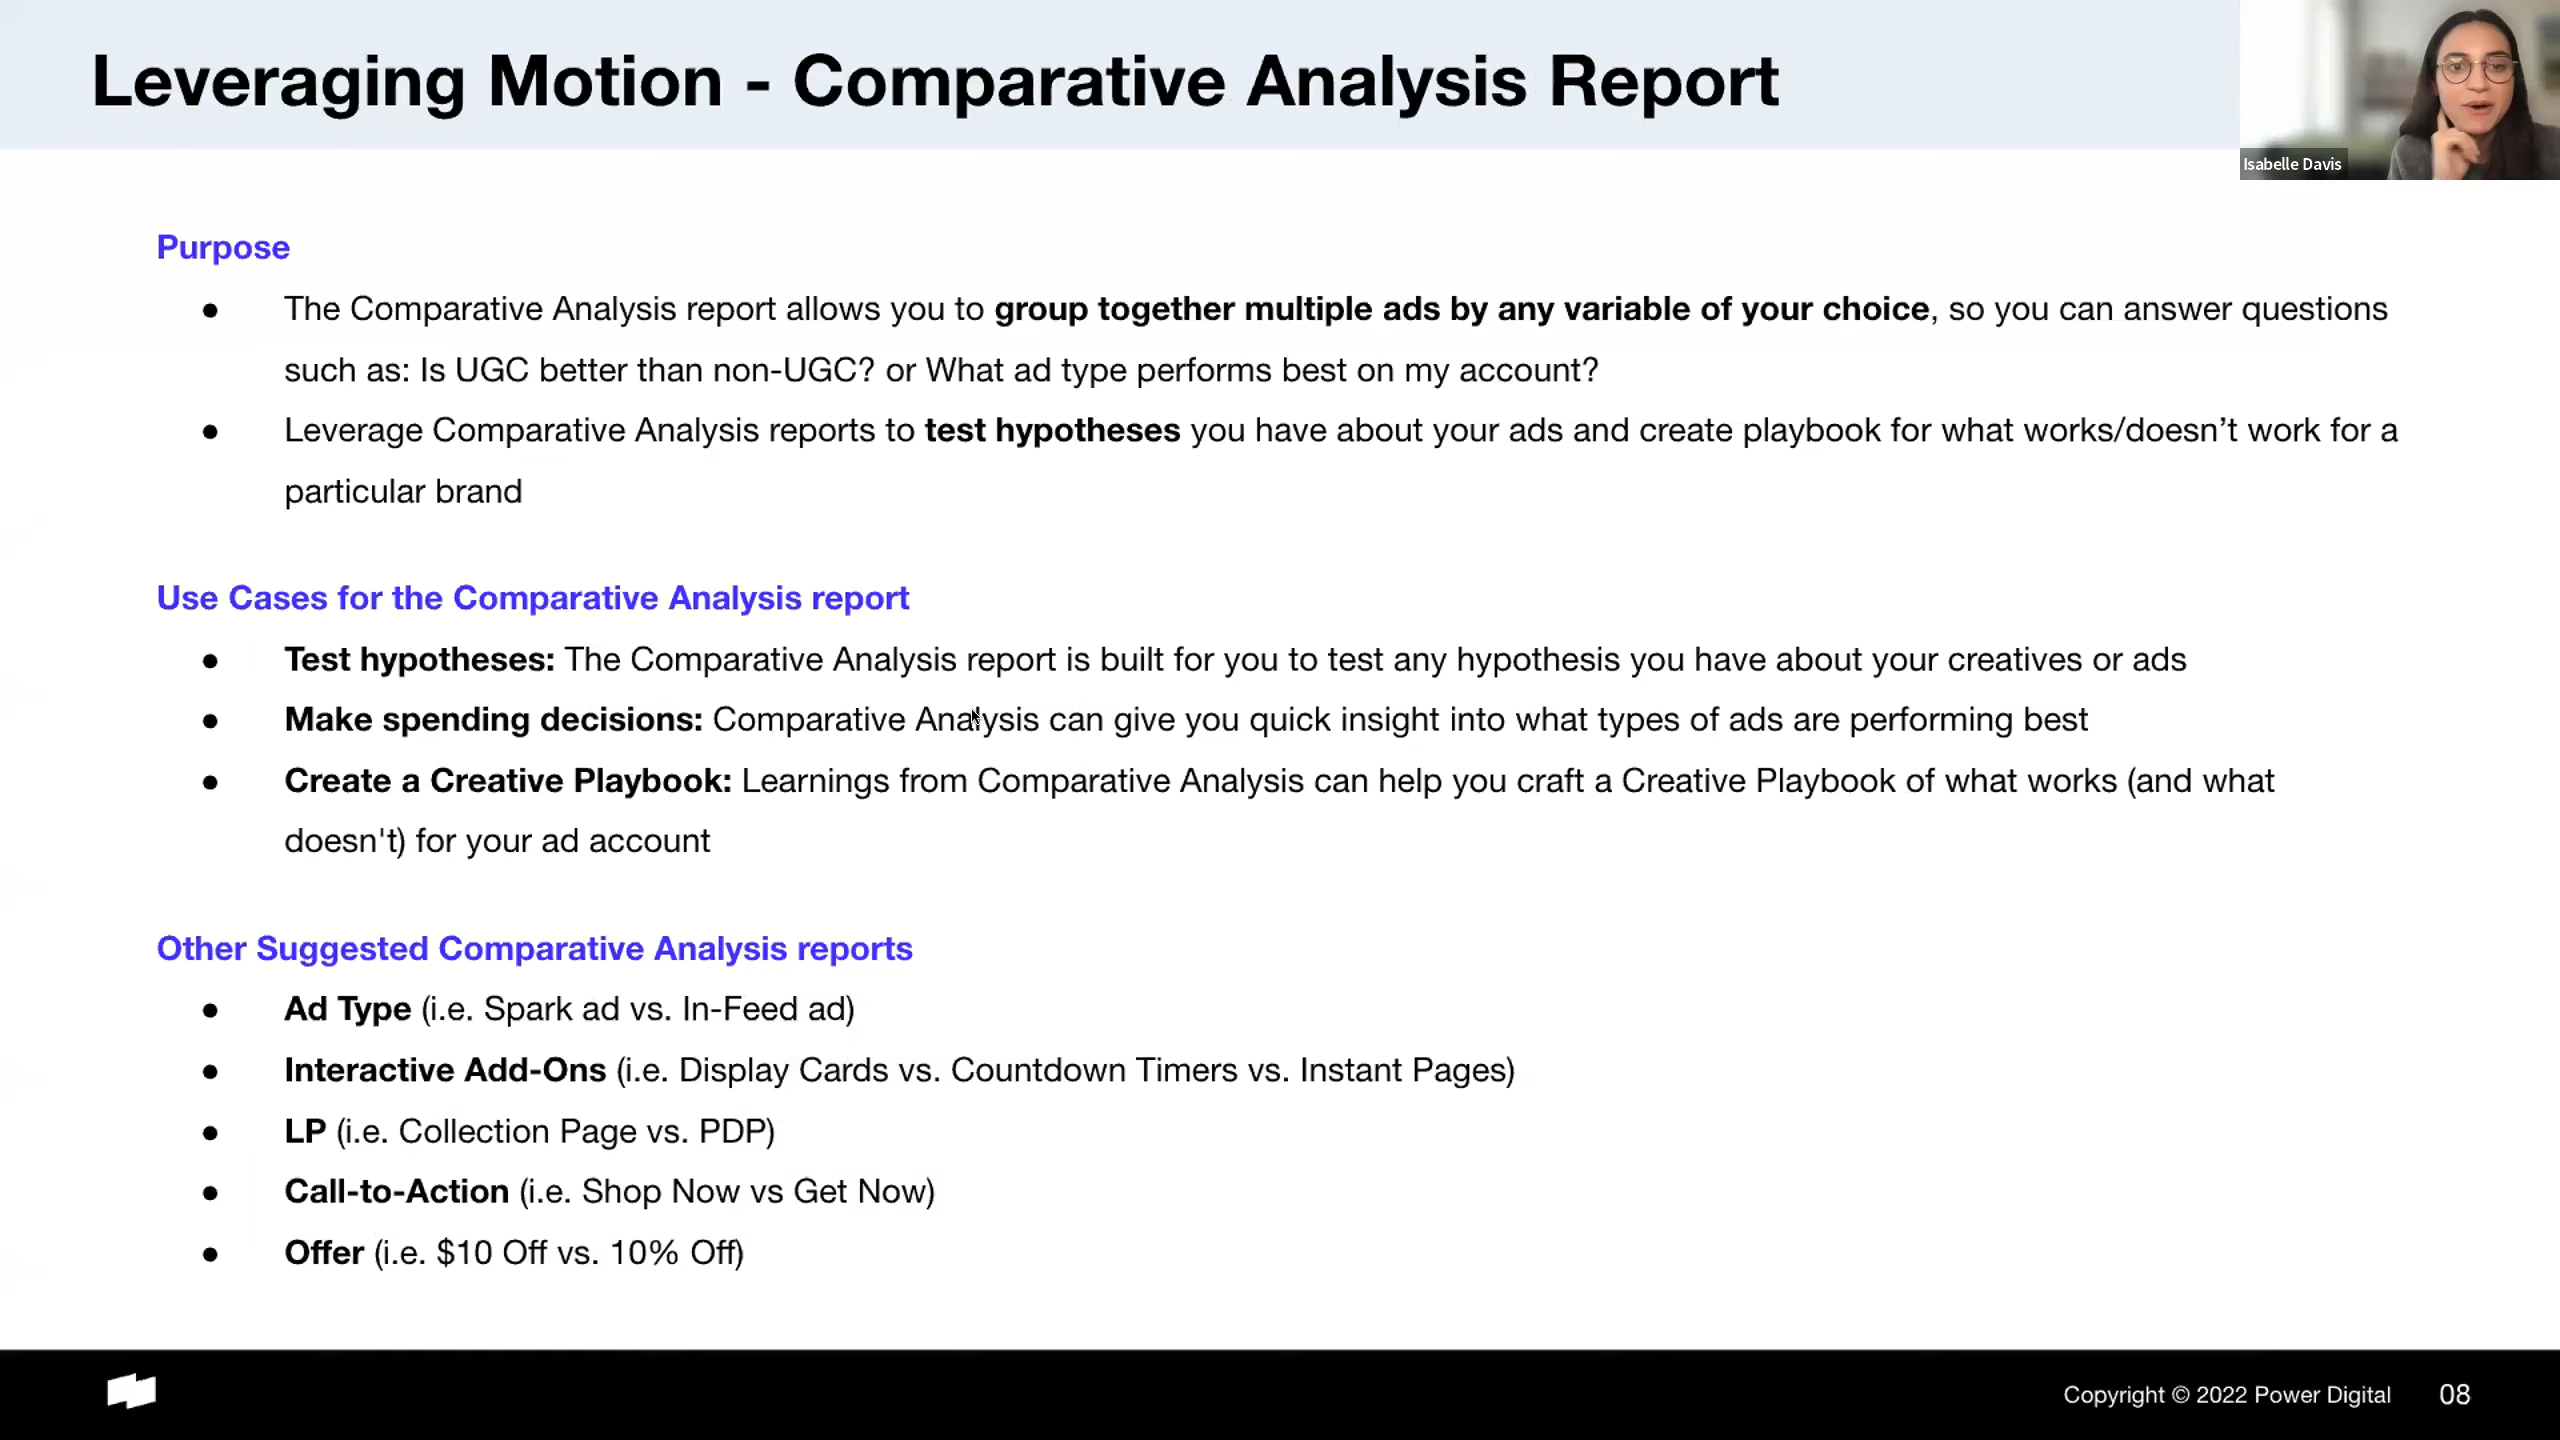 Leveraging Motion - Comparative Analysis Report
Isabelle Davis
Purpose
● The Comparative Analysis report allows you to group together multiple ads by any variable of your choice, so you can answer questions
such as: Is UGC better than non-UGC? or What ad type performs best on my account?
● Leverage Comparative Analysis reports to test hypotheses you have about your ads and create playbook for what works/doesn’t work for a
particular brand
Use Cases for the Comparative Analysis report
● Test hypotheses: The Comparative Analysis report is built for you to test any hypothesis you have about your creatives or ads
● Make spending decisions: Comparative Analysis can give you quick insight into what types of ads are performing best
● Create a Creative Playbook: Learnings from Comparative Analysis can help you craft a Creative Playbook of what works (and what
doesn't) for your ad account
Other Suggested Comparative Analysis reports
● Ad Type (i.e. Spark ad vs. In-Feed ad)
● Interactive Add-Ons (i.e. Display Cards vs. Countdown Timers vs. Instant Pages)
● LP (i.e. Collection Page vs. PDP)
● Call-to-Action (i.e. Shop Now vs Get Now)
● Offer (i.e. $10 Off vs. 10% Off)
Copyright © 2022 Power Digital 08